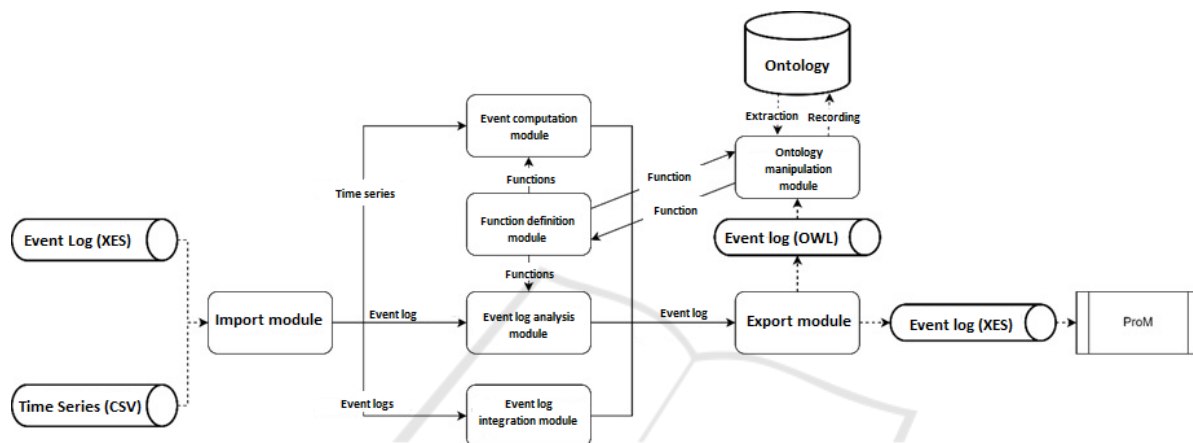 Ontology
Extraction
Recording
Event computation
module
Ontology
manipulation
module
Functions
Function
Time series
Function definition
module
Function
Event Log (XES)
Event log (OWL)
Functions
Import module
Event log
Event log analysis
module
Event log
Export module
Event log (XES)
ProM
Time Series (CSV)
Event logs
Event log
integration module